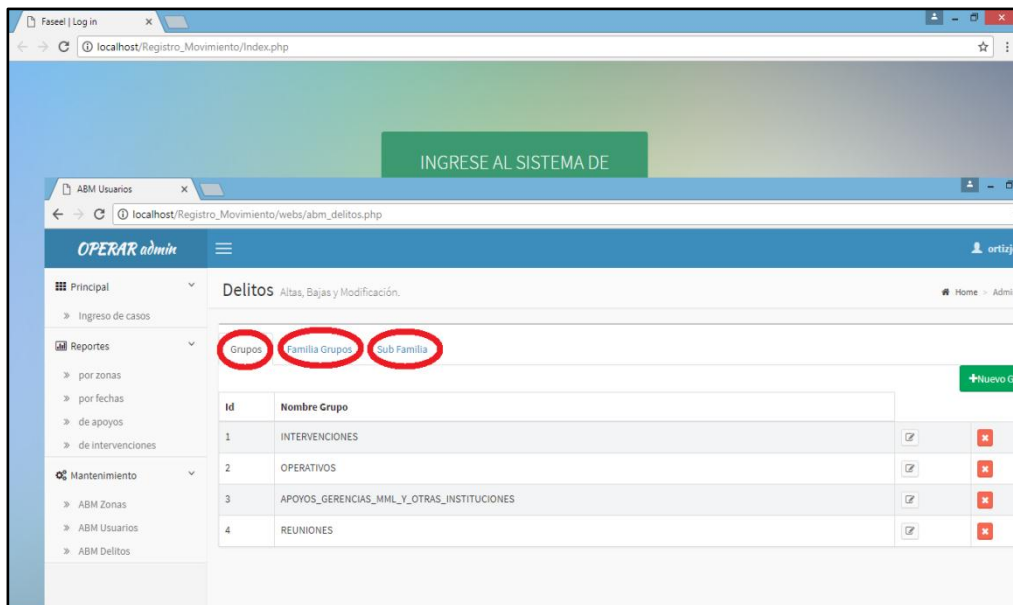 Faseel | Log in
localhost/Registro_Movimiento/Index.php
INGRESE AL SISTEMA DE
ABM Usuarios
localhost/Registro_Movimiento/webs/abm_delitos.php
OPERAR admin
ortizj
Principal
Ingreso de casos
Reportes
por zonas
por fechas
de apoyos
de intervenciones
Mantenimiento
ABM Zonas
ABM Usuarios
ABM Delitos
Delitos Altas, Bajas y Modificación.
Home > Admi
Grupos Familia Grupos Sub Familia
+Nuevo G
Id Nombre Grupo
1 INTERVENCIONES
2 OPERATIVOS
3 APOYOS_GERENCIAS_MML_Y_OTRAS_INSTITUCIONES
4 REUNIONES